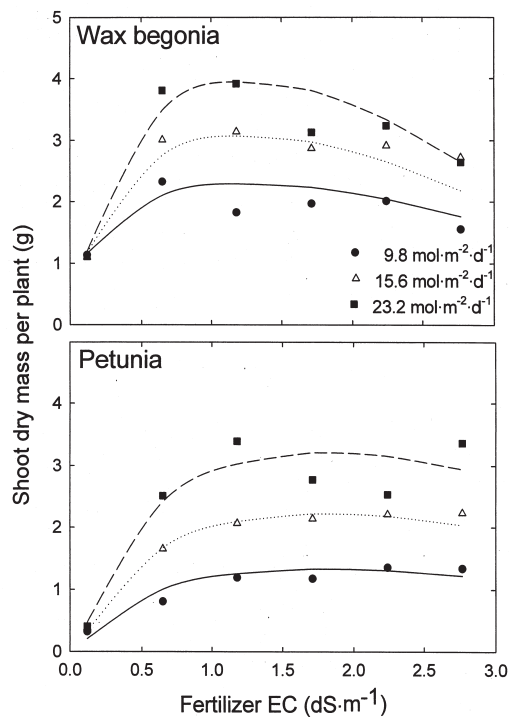 5
Wax begonia
4
3
2
1
0
9.8 mol·m⁻²·d⁻¹
15.6 mol·m⁻²·d⁻¹
23.2 mol·m⁻²·d⁻¹
Shoot dry mass per plant (g)
Petunia
4
3
2
1
0
0.0 0.5 1.0 1.5 2.0 2.5 3.0
Fertilizer EC (dS·m⁻¹)